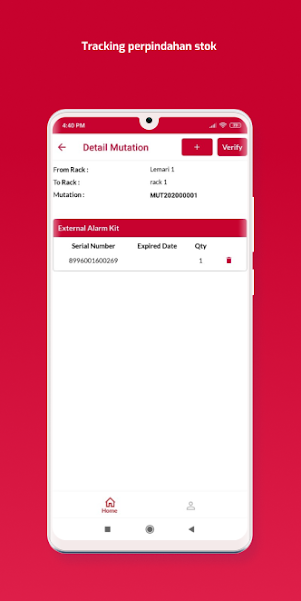 Tracking perpindahan stok
4:40 PM
Detail Mutation + Verify
From Rack : Lemari 1
To Rack : rack 1
Mutation : MUT202000001
External Alarm Kit
Serial Number Expired Date Qty
8996001600269 1
Home